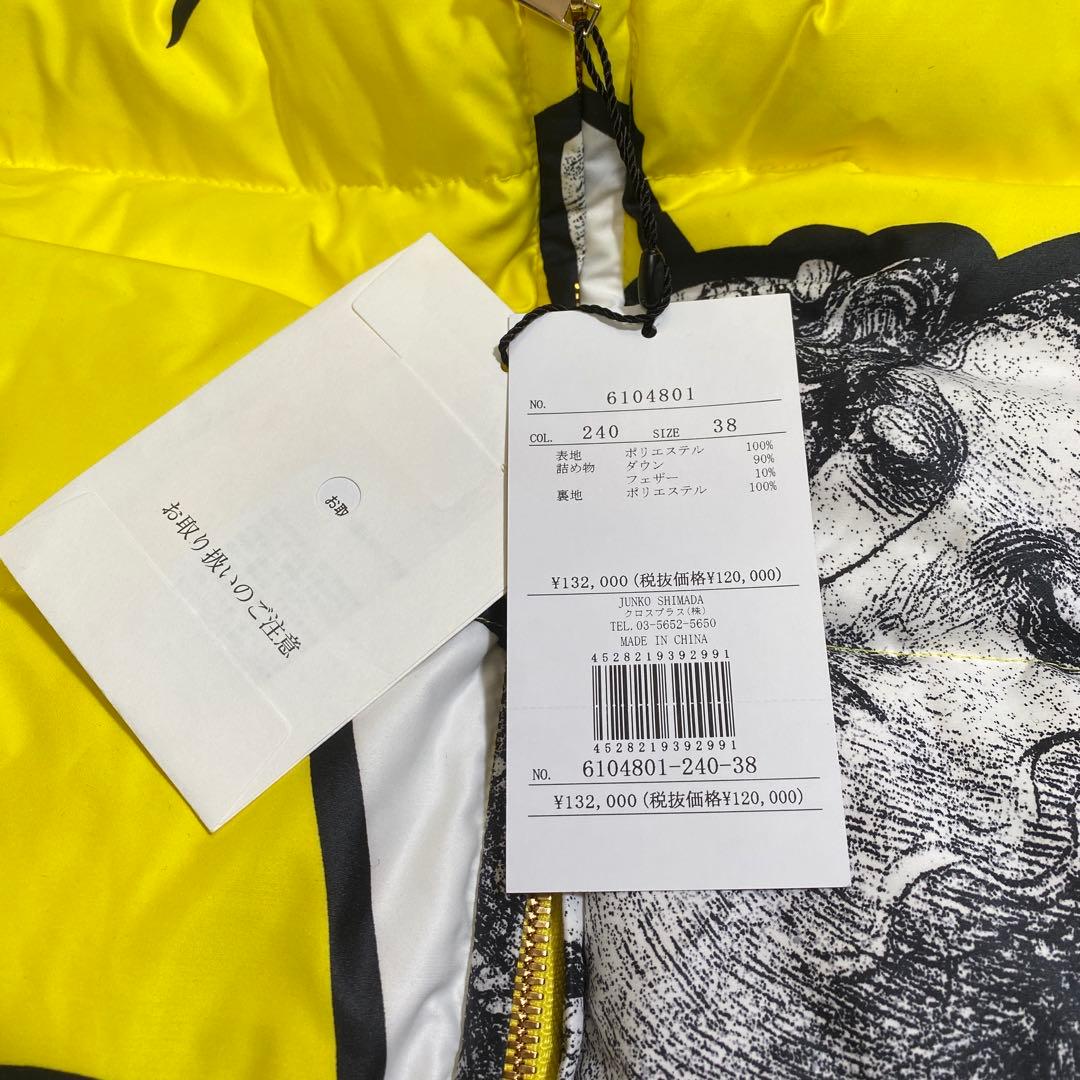 NO. 6104801
COL. 240 SIZE 38
表地 ポリエステル 100%
詰め物 ダウン 90%
フェザー 10%
裏地 ポリエステル 100%
¥132,000(税抜価格¥120,000)
JUNKO SHIMADA
クロスプラス(株)
TEL.03-5652-5650
MADE IN CHINA
4528219392991
4528219392991
NO. 6104801-240-38
¥132,000(税抜価格¥120,000)
お取
お取り扱いのご注意